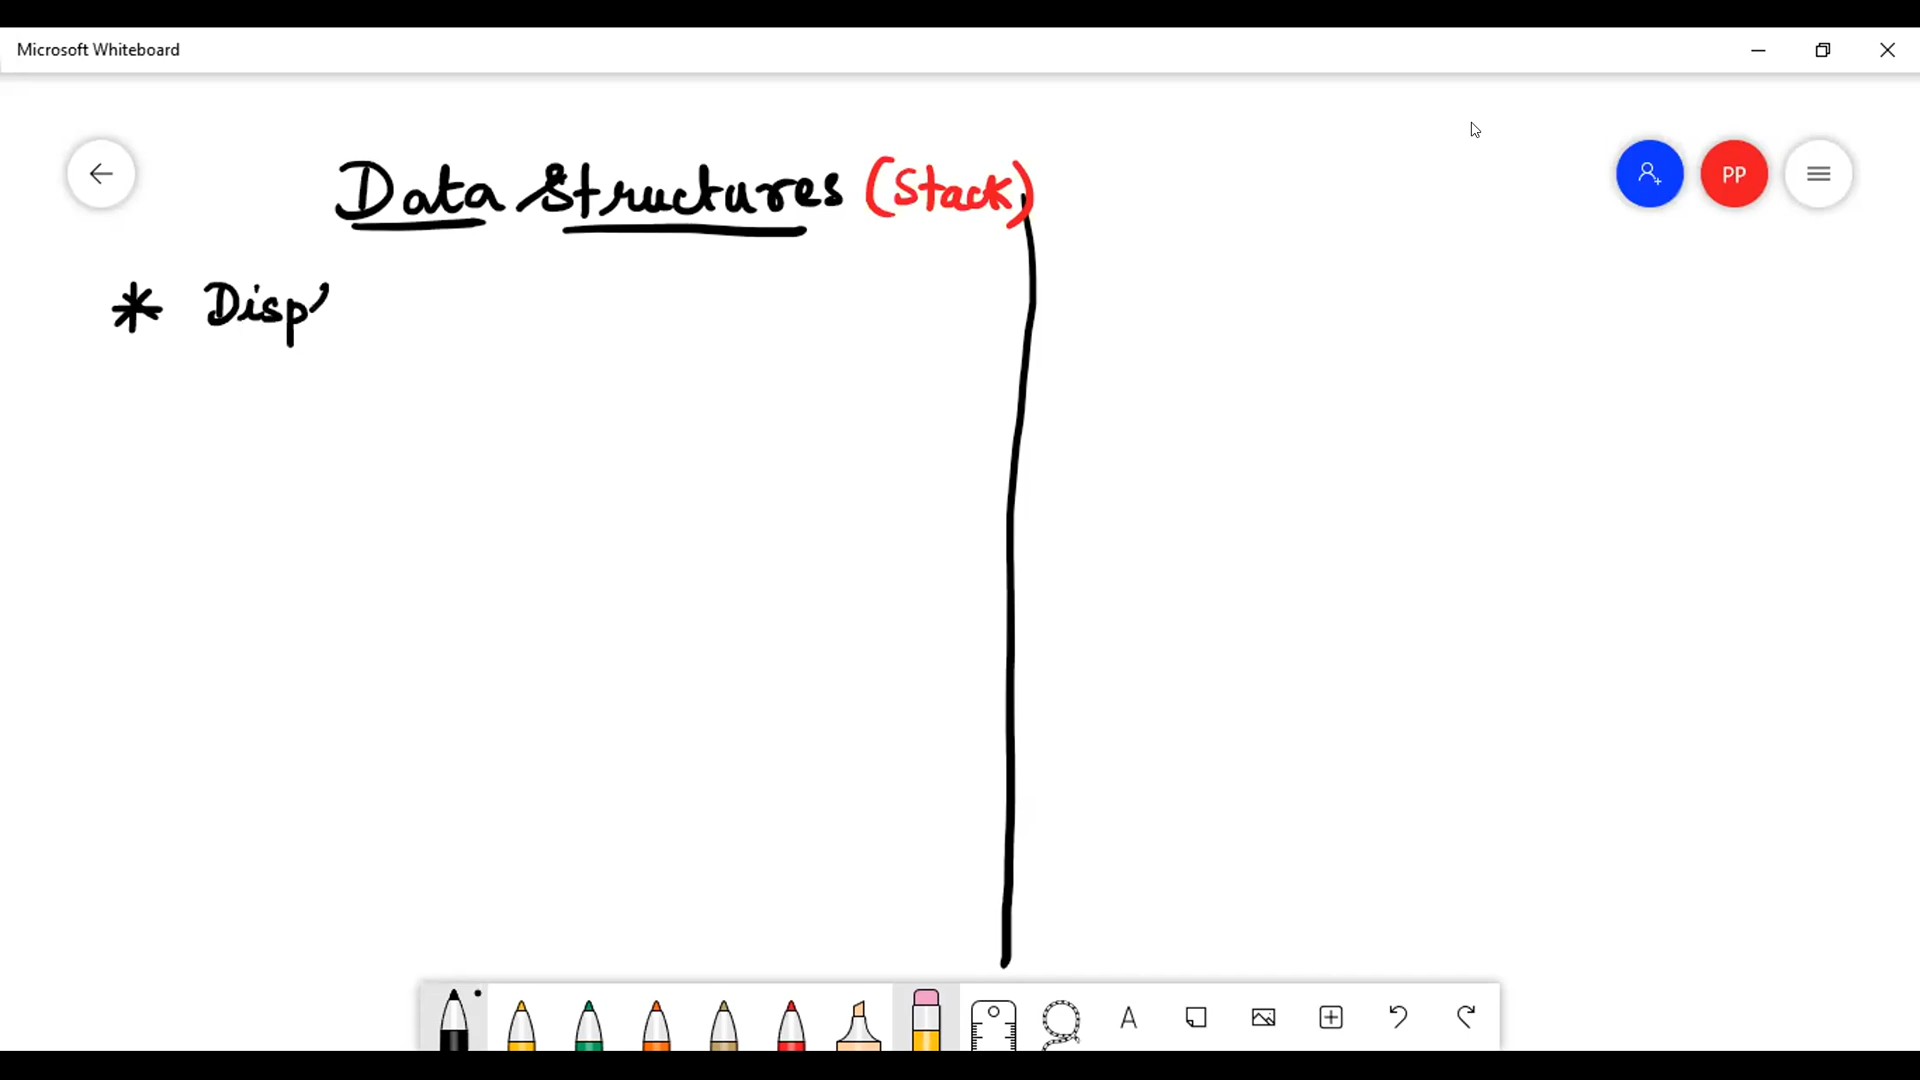 Microsoft Whiteboard
Data Structures (Stack)
PP
* Disp
A